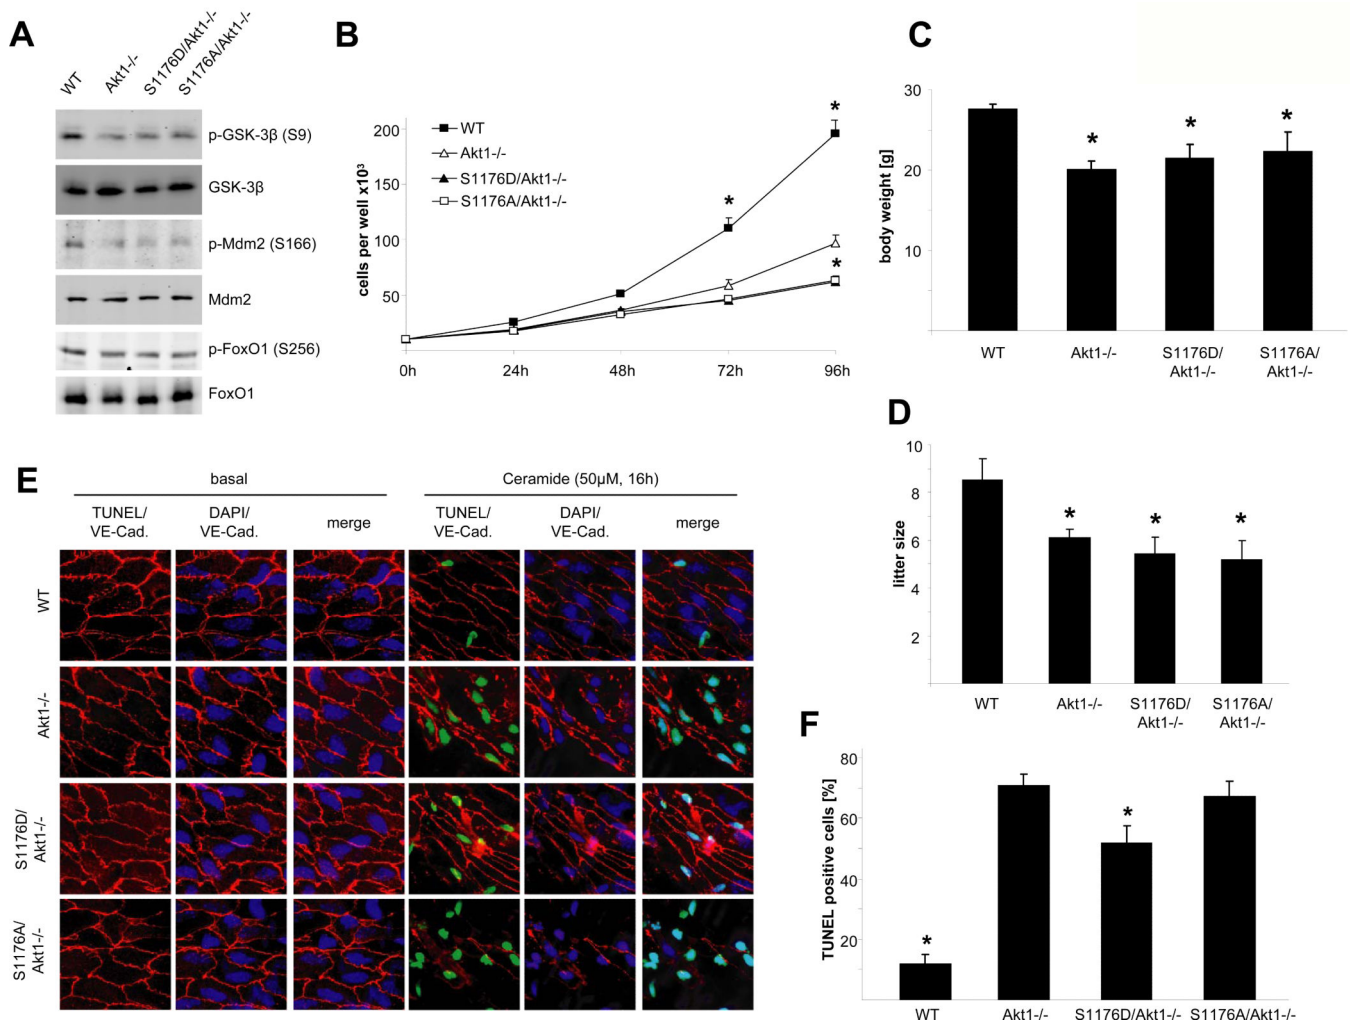 A
WT
Akt1-/-
S1176D/Akt1-/-
S1176A/Akt1-/-
p-GSK-3β (S9)
GSK-3β
p-Mdm2 (S166)
Mdm2
p-FoxO1 (S256)
FoxO1
B
cells per well x10³
200
150
100
50
WT
Akt1-/-
S1176D/Akt1-/-
S1176A/Akt1-/-
*
*
*
0h
24h
48h
72h
96h
C
body weight [g]
30
20
10
*
*
*
WT
Akt1-/-
S1176D/
Akt1-/-
S1176A/
Akt1-/-
D
litter size
10
8
6
4
2
*
*
*
WT
Akt1-/-
S1176D/
Akt1-/-
S1176A/
Akt1-/-
E
basal
Ceramide (50µM, 16h)
TUNEL/
VE-Cad.
DAPI/
VE-Cad.
merge
TUNEL/
VE-Cad.
DAPI/
VE-Cad.
merge
WT
Akt1-/-
S1176D/
Akt1-/-
S1176A/
Akt1-/-
F
TUNEL positive cells [%]
80
60
40
20
*
*
WT
Akt1-/-
S1176D/Akt1-/-
S1176A/Akt1-/-